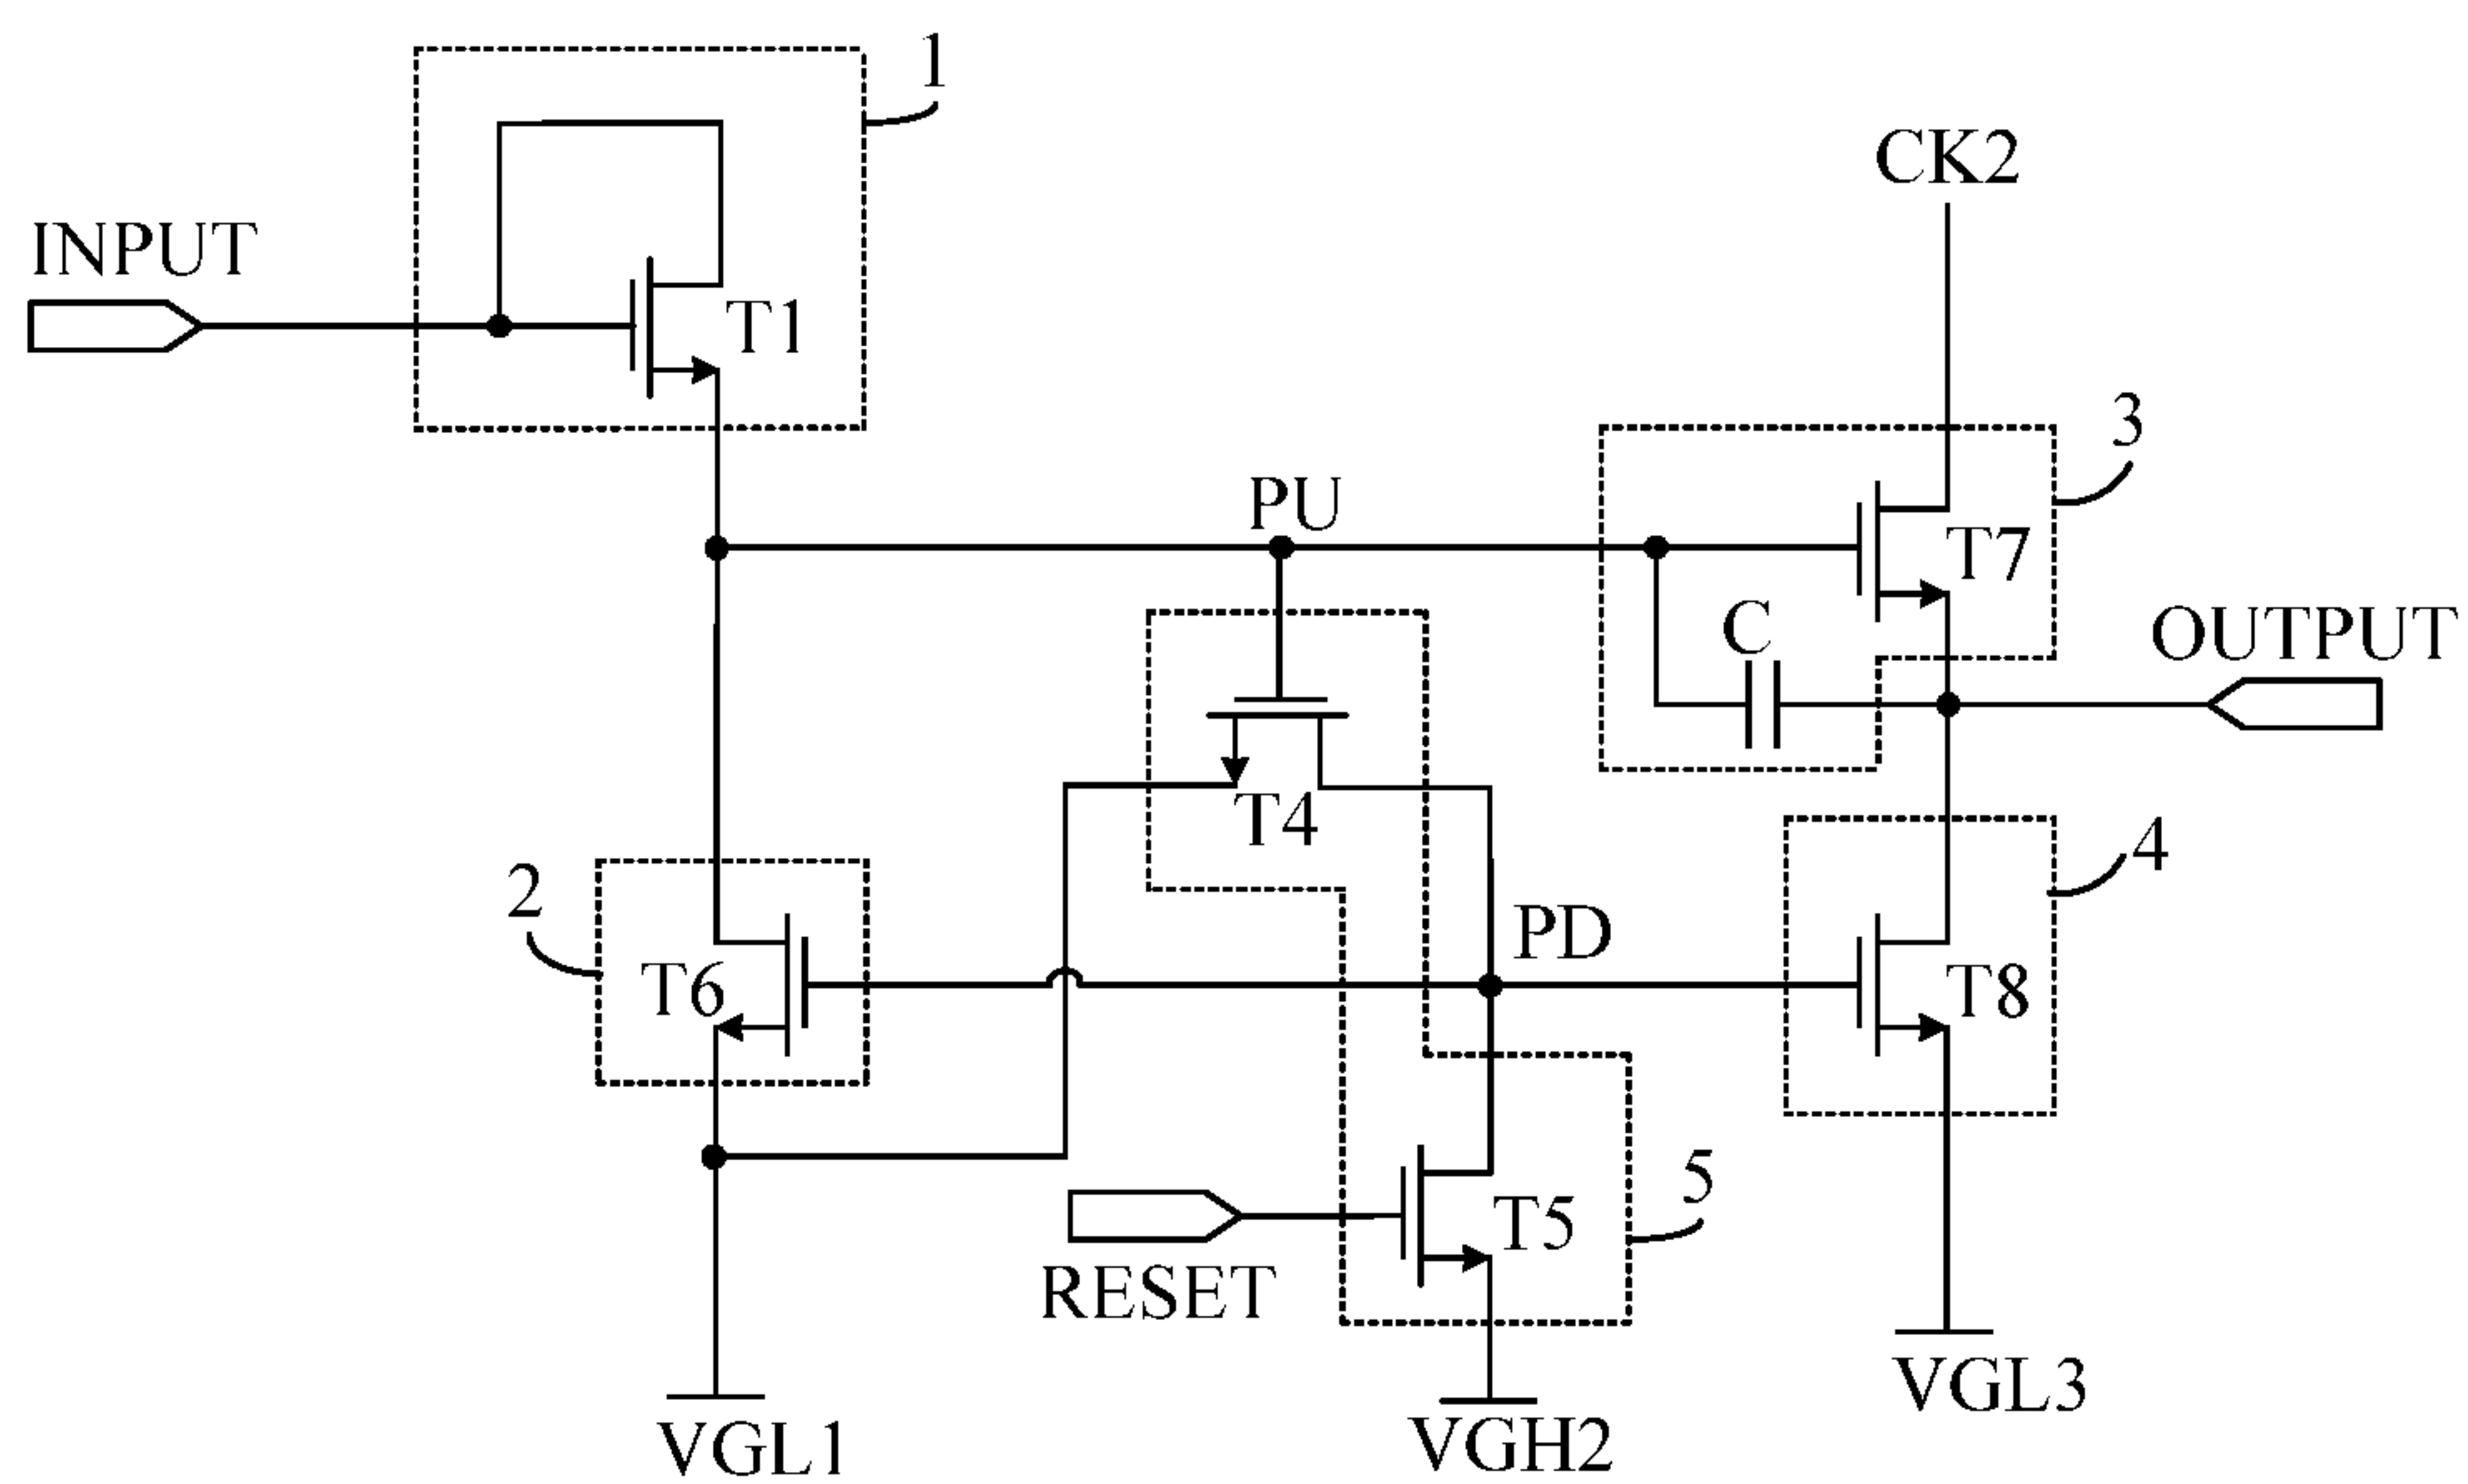 1
CK2
INPUT
T1
3
PU
T7
C
OUTPUT
T4
2
4
PD
T6
T8
5
T5
RESET
VGL3
VGL1
VGH2